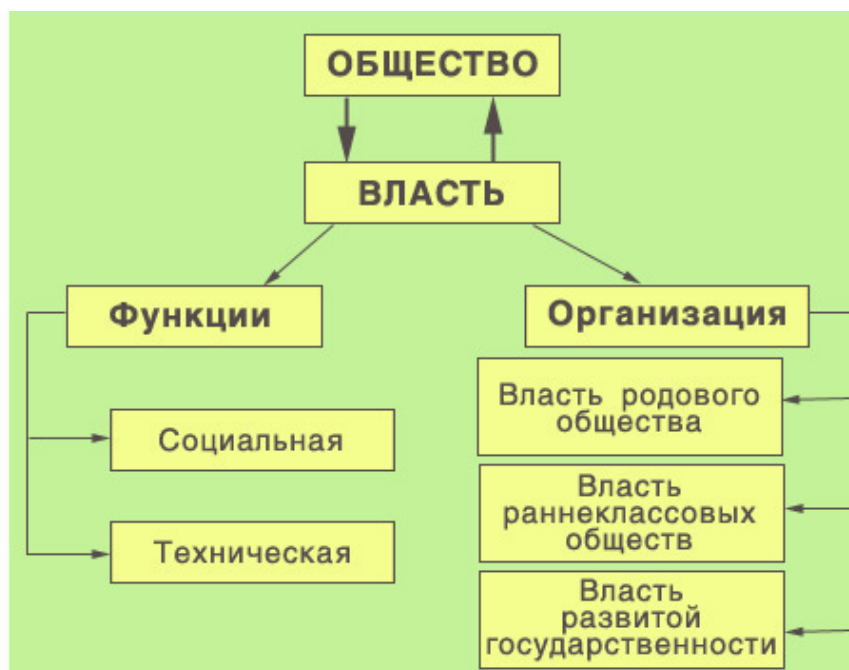 ОБЩЕСТВО
ВЛАСТЬ
Функции
Социальная
Техническая
Организация
Власть родового
общества
Власть
раннеклассовых
обществ
Власть
развитой
государственности